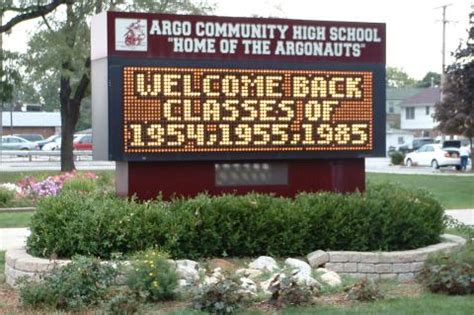 ARGO COMMUNITY HIGH SCHOOL
"HOME OF THE ARGONAUTS"
WELCOME BACK
CLASSES OF
1954;1955;1985